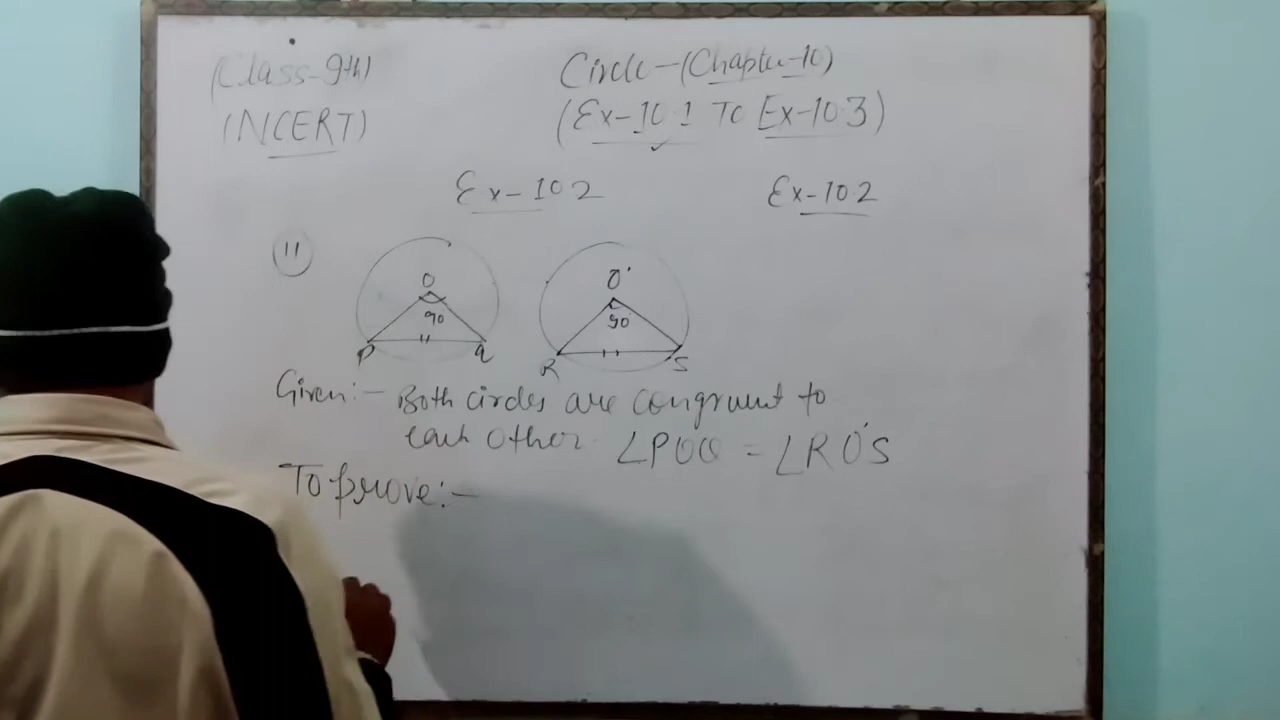 (Class-9th)
(NCERT)
Circle-(Chapter-10)
(Ex-10.1 TO Ex-10.3)
Ex-10.2
Ex-10.2
11
O
90
P
Q
O'
90
R
S
Given:- Both circles are congruent to
each other. ∠POQ = ∠RO'S
To prove:-